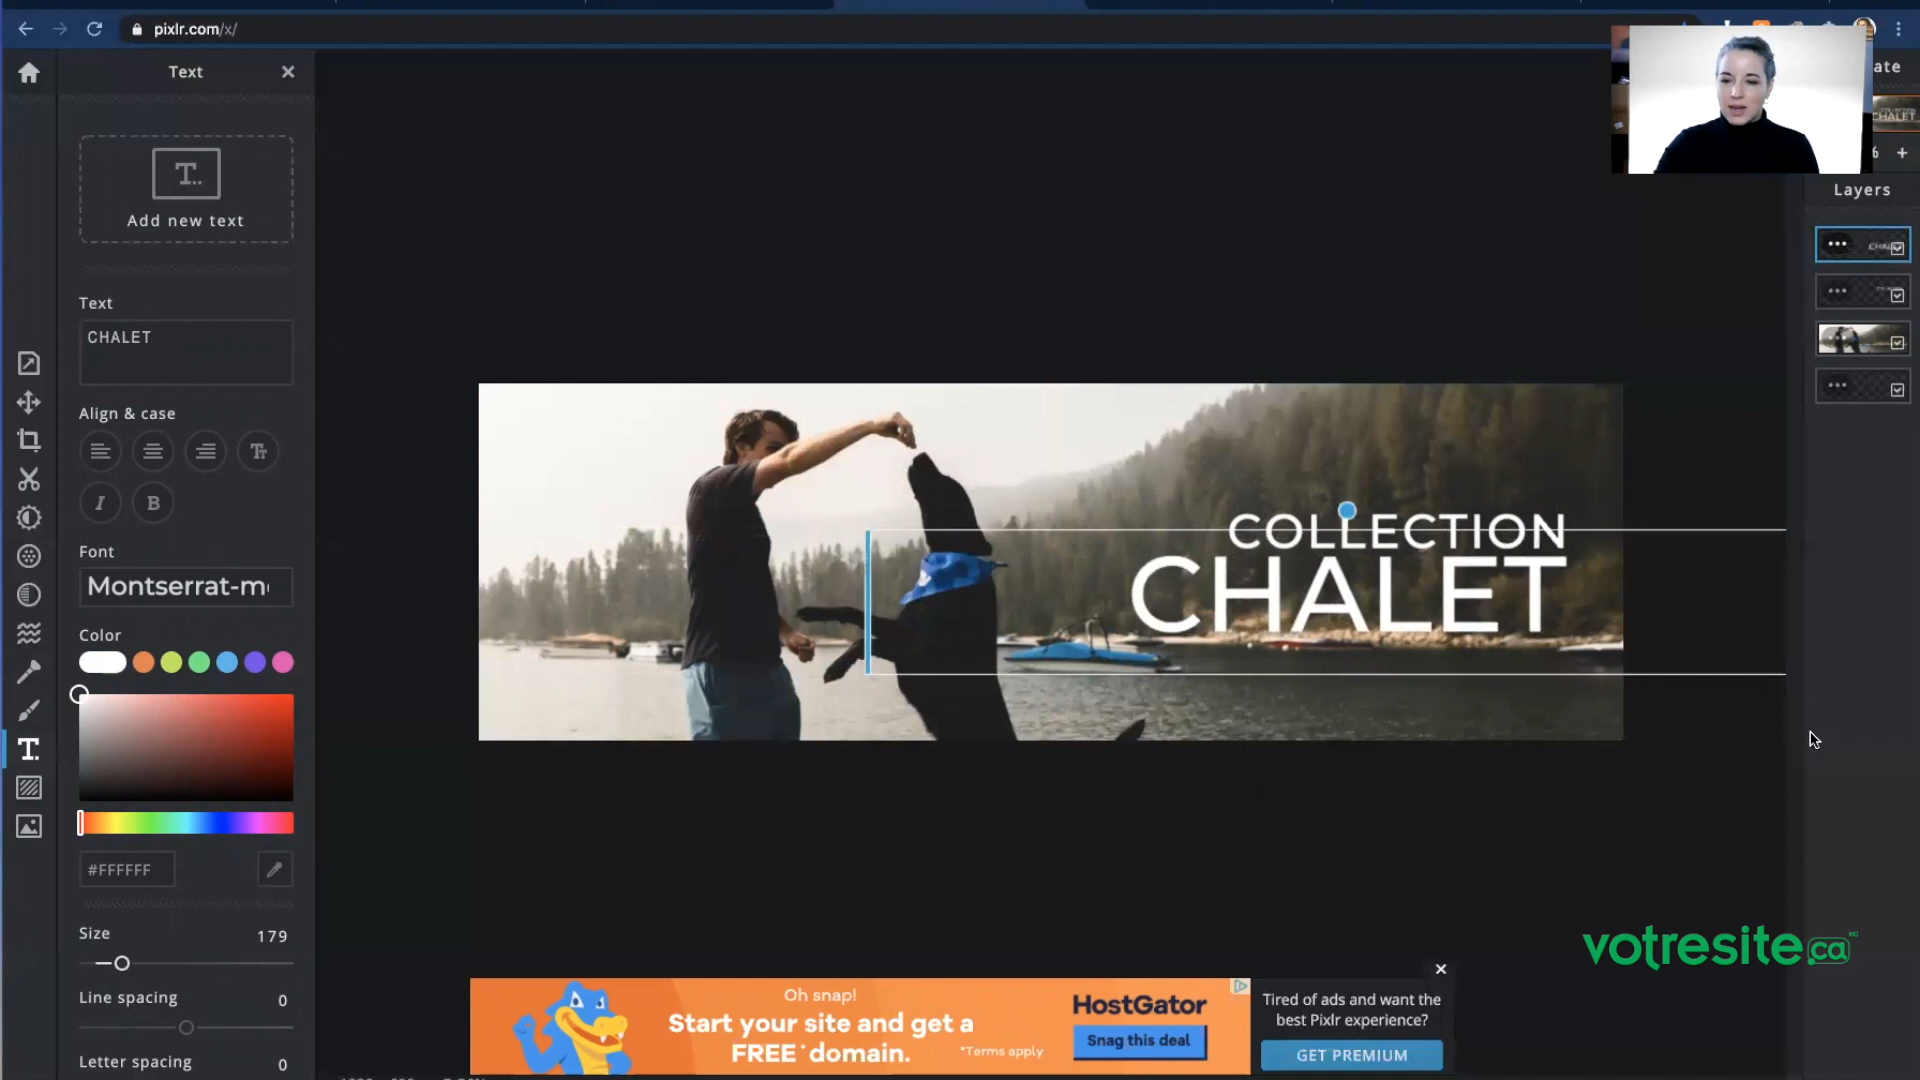 pixlr.com/x/
Text
Add new text
Text
CHALET
Align & case
Font
Color
#FFFFFF
Size
179
Line spacing
0
Letter spacing
0
COLLECTION
CHALET
Layers
Oh snap!
Start your site and get a
FREE* domain.
*Terms apply
HostGator
Snag this deal
Tired of ads and want the
best Pixlr experience?
GET PREMIUM
votresite.ca